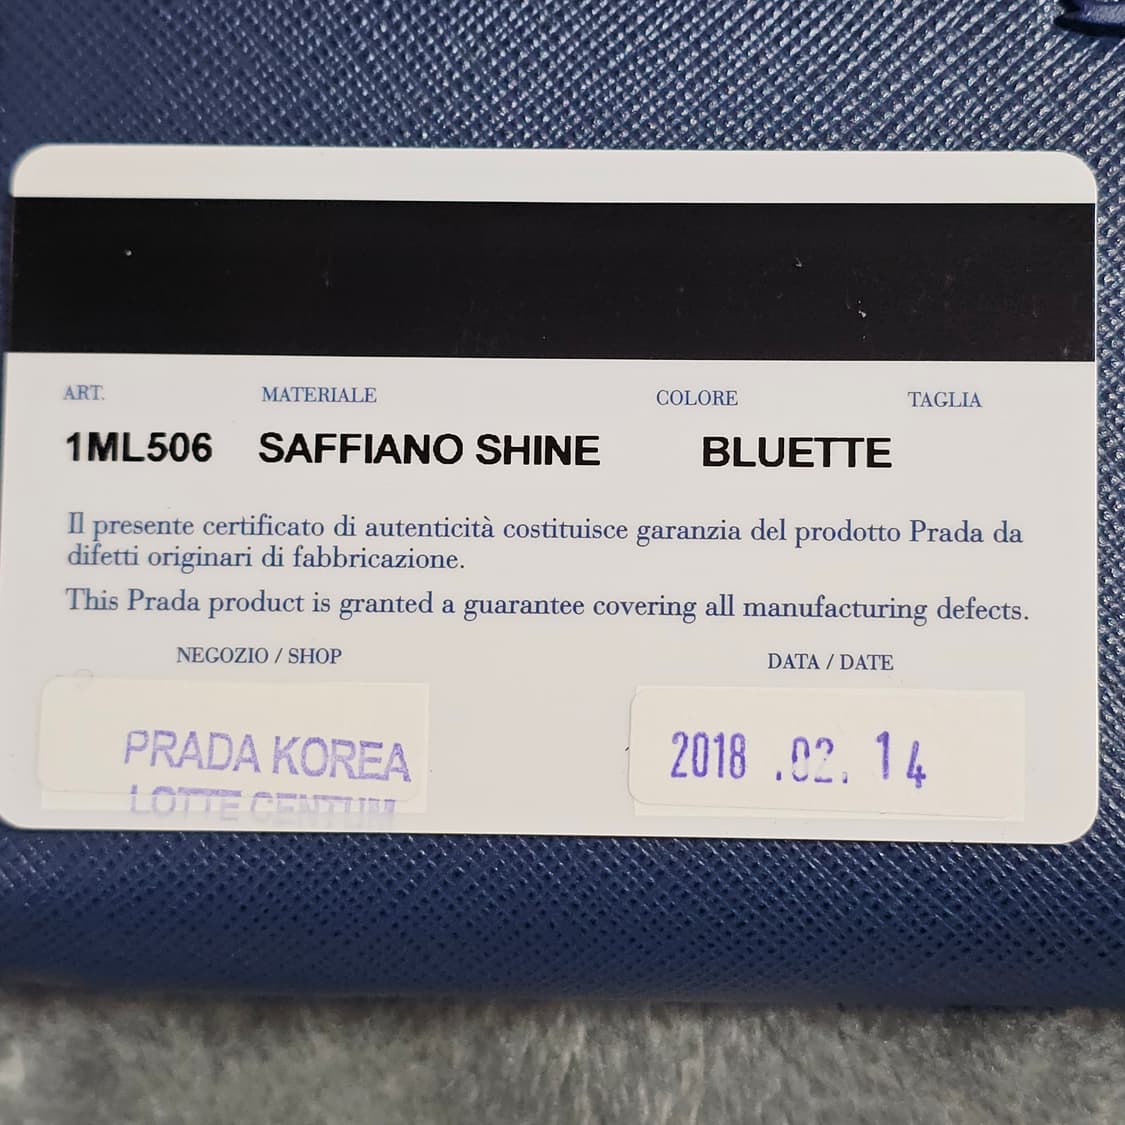 ART. MATERIALE COLORE TAGLIA
1ML506 SAFFIANO SHINE BLUETTE
Il presente certificato di autenticità costituisce garanzia del prodotto Prada da
difetti originari di fabbricazione.
This Prada product is granted a guarantee covering all manufacturing defects.
NEGOZIO / SHOP DATA / DATE
PRADA KOREA 2018 .02. 14
LOTTE CENTUM